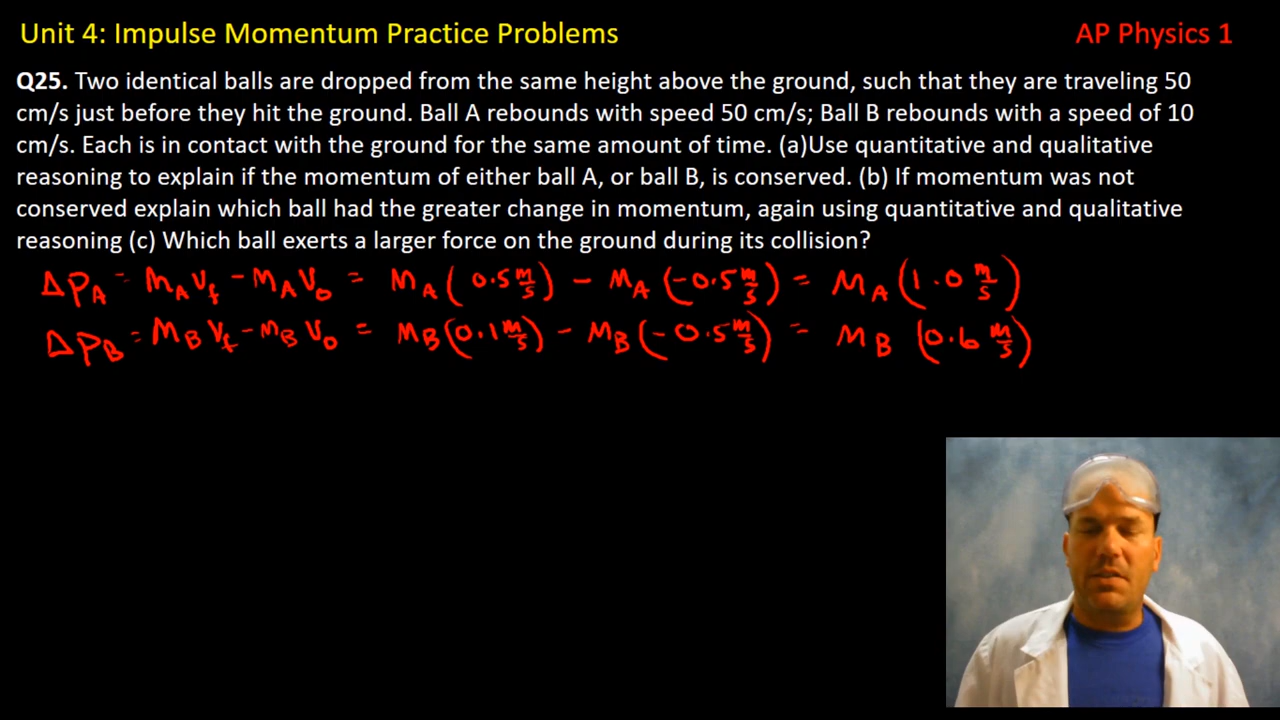 Unit 4: Impulse Momentum Practice Problems
AP Physics 1
Q25. Two identical balls are dropped from the same height above the ground, such that they are traveling 50
cm/s just before they hit the ground. Ball A rebounds with speed 50 cm/s; Ball B rebounds with a speed of 10
cm/s. Each is in contact with the ground for the same amount of time. (a)Use quantitative and qualitative
reasoning to explain if the momentum of either ball A, or ball B, is conserved. (b) If momentum was not
conserved explain which ball had the greater change in momentum, again using quantitative and qualitative
reasoning (c) Which ball exerts a larger force on the ground during its collision?
ΔpA = mAvf - mAv0 = mA(0.5 m/s) - mA(-0.5 m/s) = mA(1.0 m/s)
ΔpB = mBvf - mBv0 = mB(0.1 m/s) - mB(-0.5 m/s) = mB(0.6 m/s)